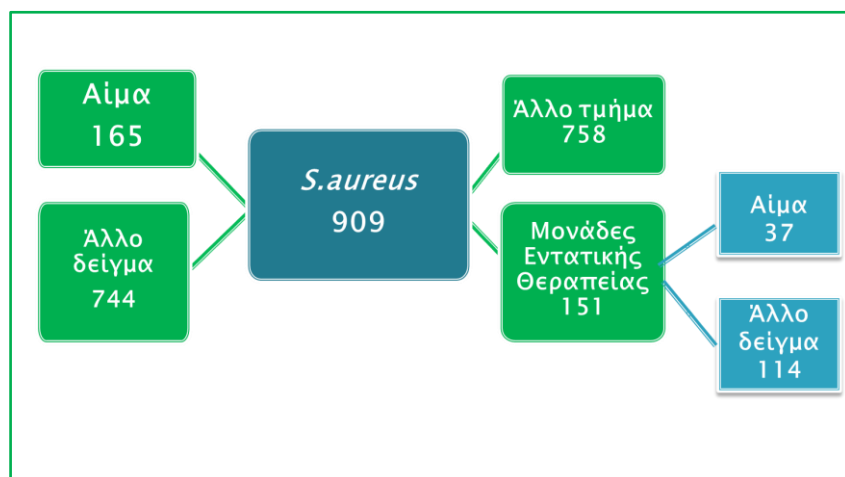 Αίμα
165
Άλλο
δείγμα
744
S.aureus
909
Άλλο τμήμα
758
Μονάδες
Εντατικής
Θεραπείας
151
Αίμα
37
Άλλο
δείγμα
114